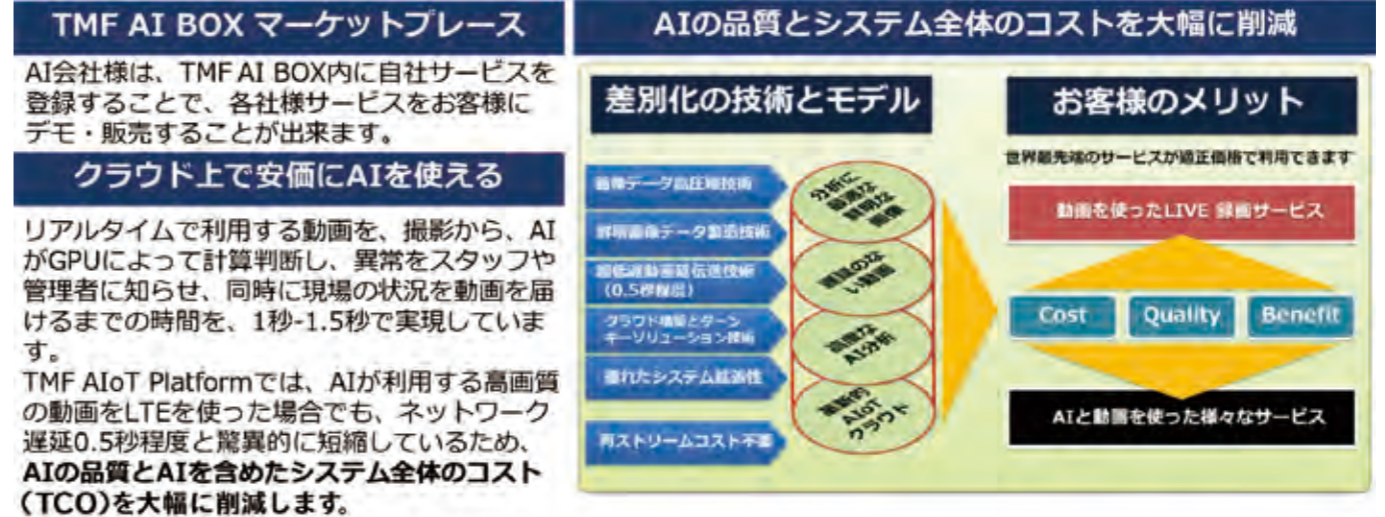 TMF AI BOX マーケットプレース
AI会社様は、TMF AI BOX内に自社サービスを
登録することで、各社様サービスをお客様に
デモ・販売することが出来ます。
クラウド上で安価にAIを使える
リアルタイムで利用する動画を、撮影から、AI
がGPUによって計算判断し、異常をスタッフや
管理者に知らせ、同時に現場の状況を動画を届
けるまでの時間を、1秒-1.5秒で実現していま
す。
TMF AIoT Platformでは、AIが利用する高画質
の動画をLTEを使った場合でも、ネットワーク
遅延0.5秒程度と驚異的に短縮しているため、
AIの品質とAIを含めたシステム全体のコスト
(TCO)を大幅に削減します。
AIの品質とシステム全体のコストを大幅に削減
差別化の技術とモデル
画像データ高圧縮技術
鮮明画像データ製造技術
(0.5秒程度)
クラウド構築とターン
キーソリューション技術
優れたシステム拡張性
再ストリームコスト不要
分析に
最適な
鮮明な
画像
遅延のな
い動画
高度な
AI分析
革新的
AIoT
クラウド
お客様のメリット
世界最先端のサービスが適正価格で利用できます
動画を使ったLIVE 録画サービス
Cost
Quality
Benefit
AIと動画を使った様々なサービス